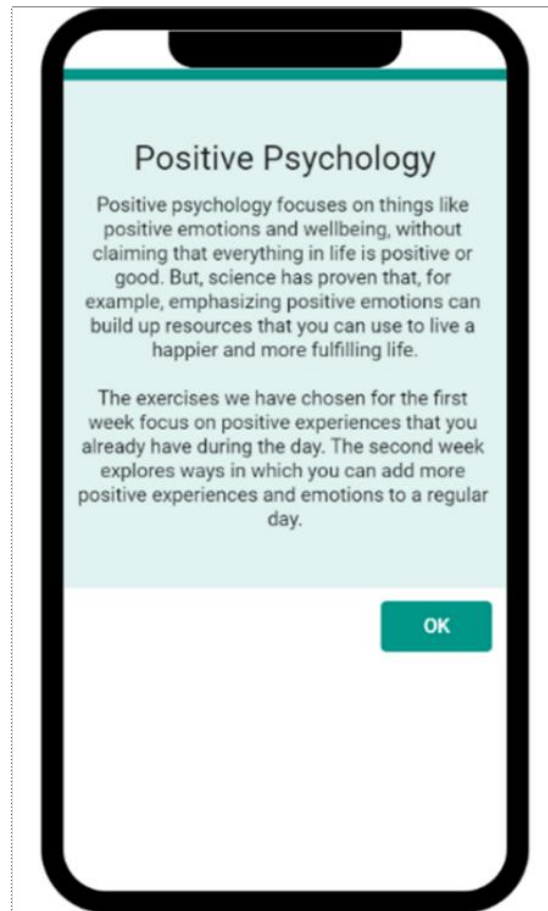 Positive Psychology
Positive psychology focuses on things like
positive emotions and wellbeing, without
claiming that everything in life is positive or
good. But, science has proven that, for
example, emphasizing positive emotions can
build up resources that you can use to live a
happier and more fulfilling life.
The exercises we have chosen for the first
week focus on positive experiences that you
already have during the day. The second week
explores ways in which you can add more
positive experiences and emotions to a regular
day.
OK